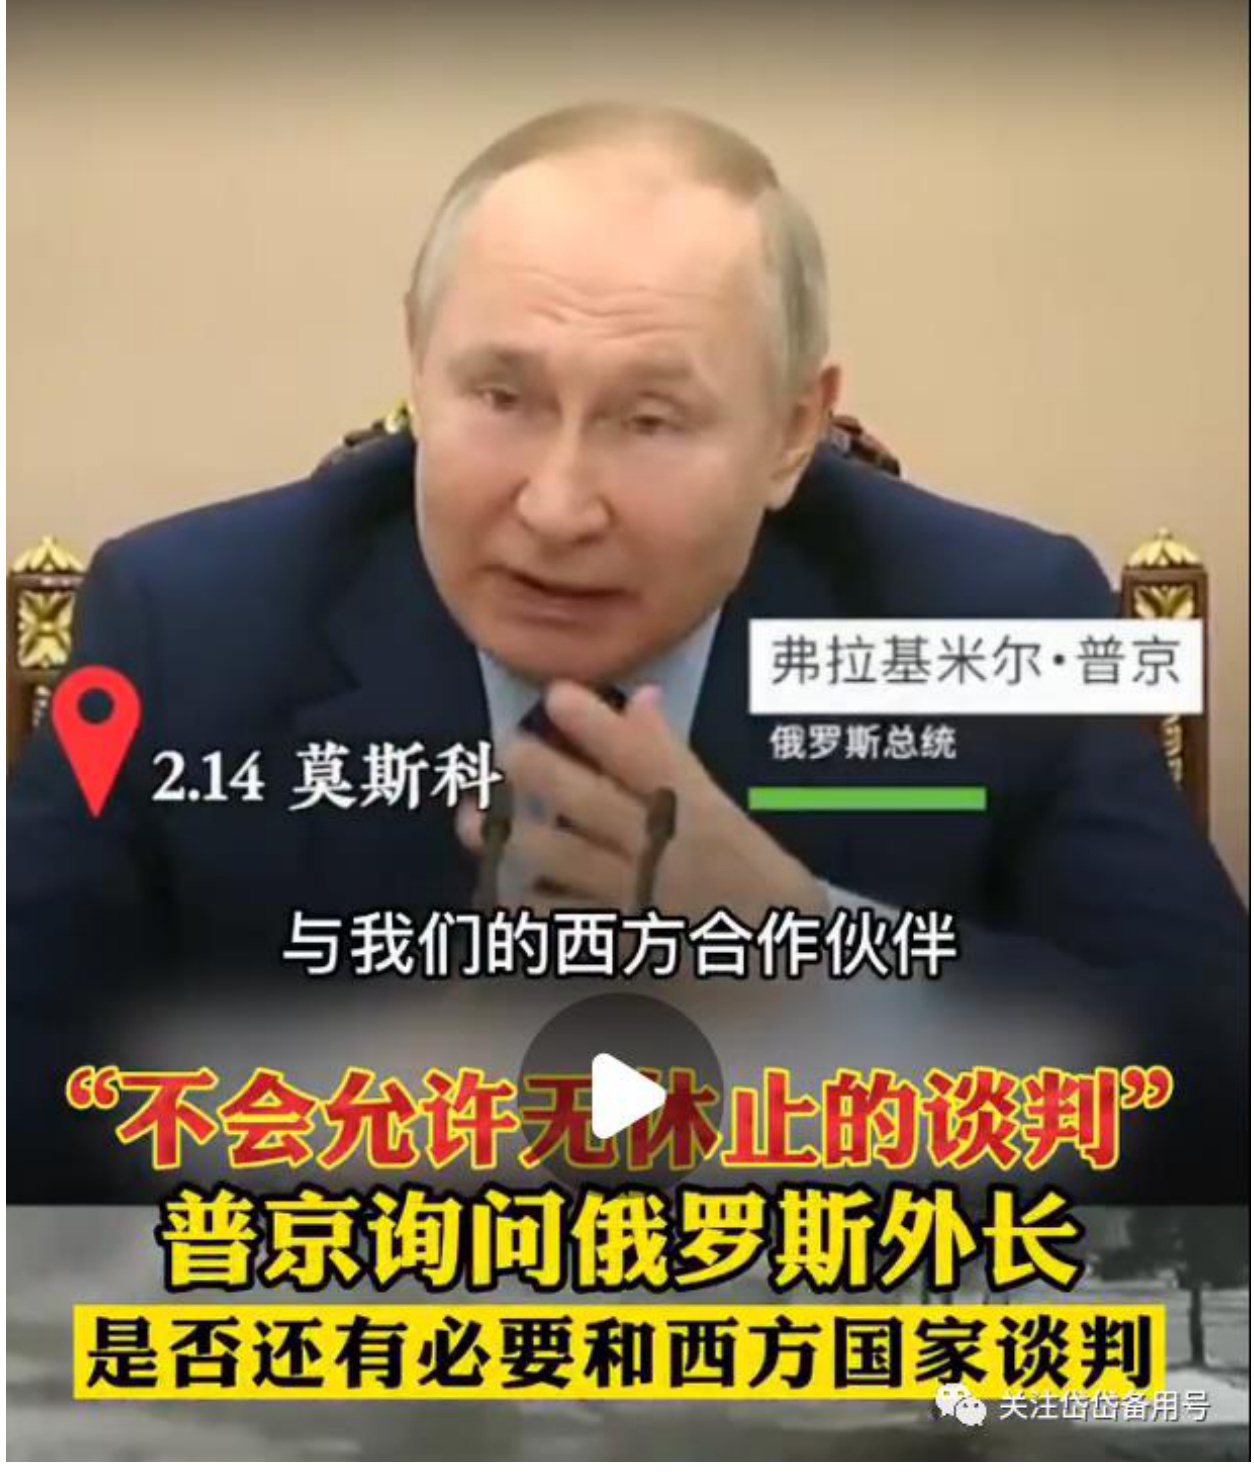 弗拉基米尔·普京
俄罗斯总统
2.14 莫斯科
与我们的西方合作伙伴
“不会允许无休止的谈判”
普京询问俄罗斯外长
是否还有必要和西方国家谈判
关注岱岱备用号